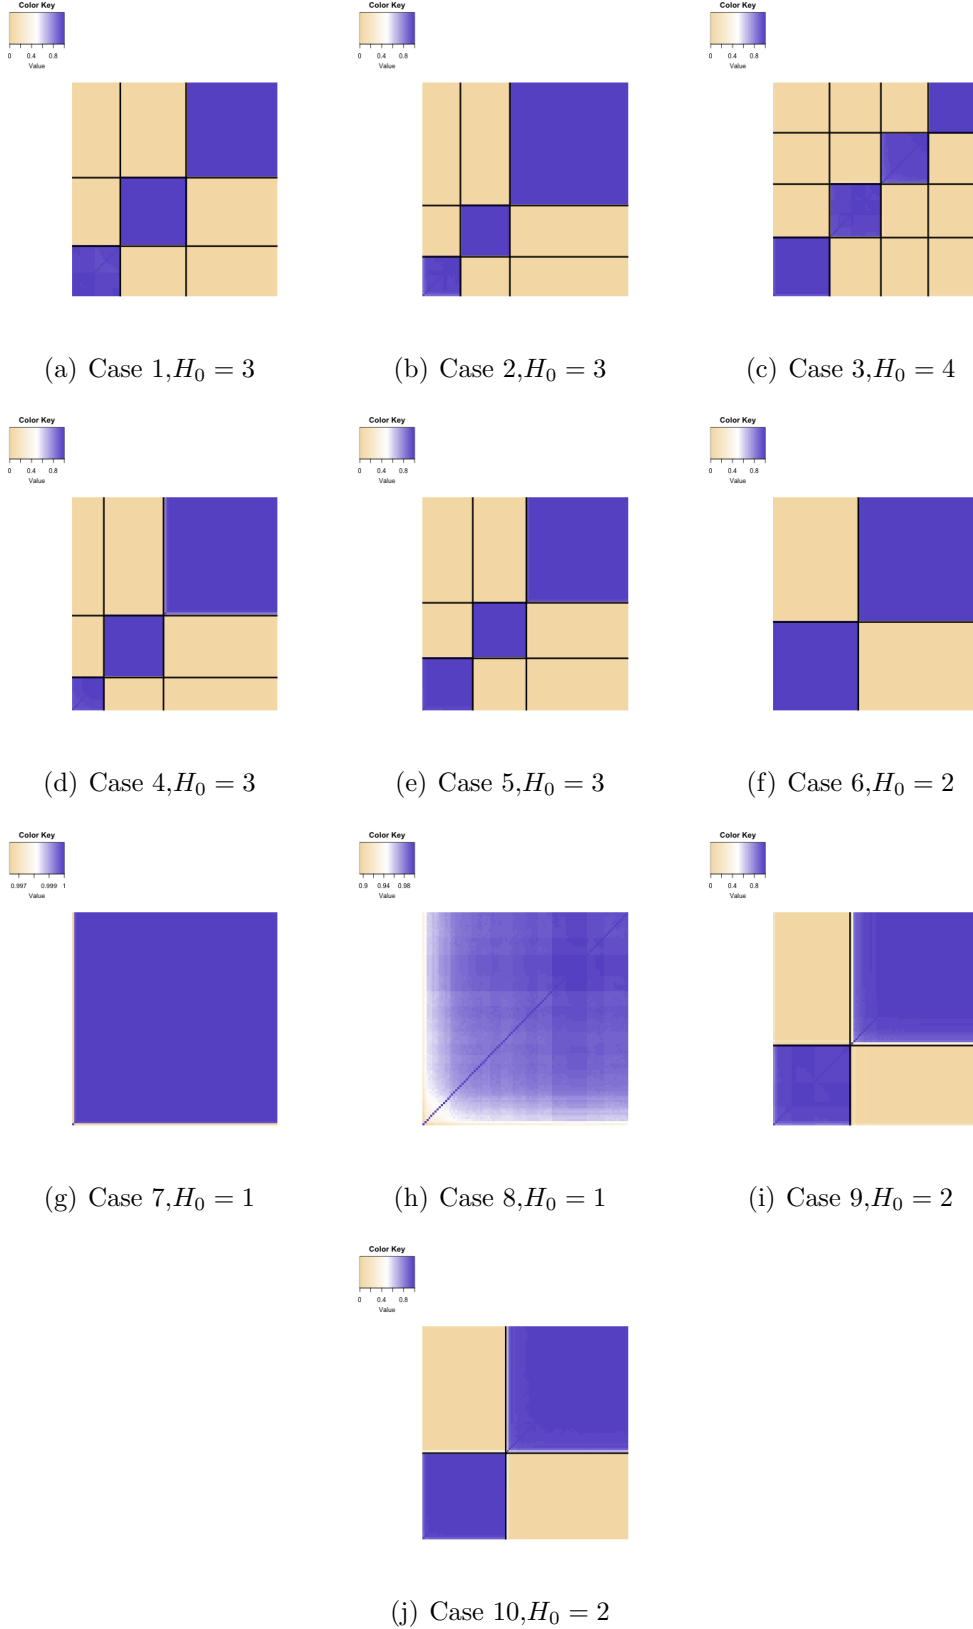 Color Key Color Key Color Key
0 0.4 0.8 0 0.4 0.8 0 0.4 0.8
Value Value Value
(a) Case 1,H₀ = 3 (b) Case 2,H₀ = 3 (c) Case 3,H₀ = 4
Color Key Color Key Color Key
0 0.4 0.8 0 0.4 0.8 0 0.4 0.8
Value Value Value
(d) Case 4,H₀ = 3 (e) Case 5,H₀ = 3 (f) Case 6,H₀ = 2
Color Key Color Key Color Key
0.997 0.999 1 0.9 0.94 0.98 0 0.4 0.8
Value Value Value
(g) Case 7,H₀ = 1 (h) Case 8,H₀ = 1 (i) Case 9,H₀ = 2
Color Key
0 0.4 0.8
Value
(j) Case 10,H₀ = 2